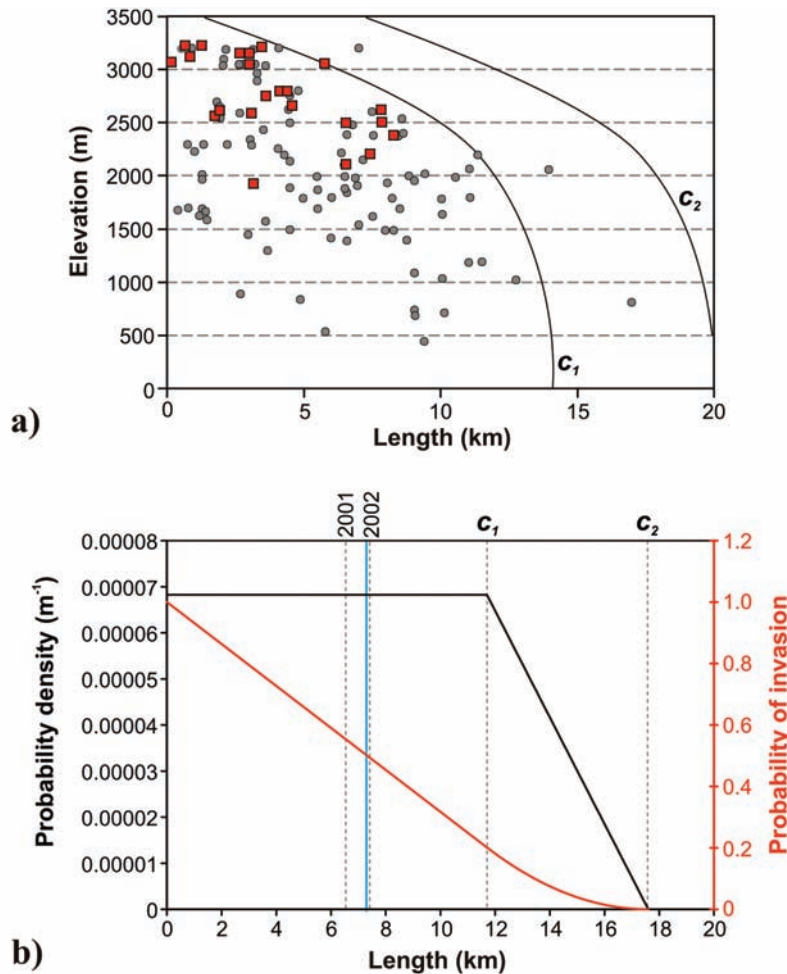 3500
3000
2500
2000
1500
1000
500
0
Elevation (m)
c₂
c₁
0 5 10 15 20
Length (km)
a)
2001 2002 c₁ c₂
0.00008 1.2
0.00007
0.00006 1.0
0.00005 0.8
0.00004 0.6
0.00003
0.00002 0.4
0.00001 0.2
0 0
Probability density (m⁻¹)
Probability of invasion
0 2 4 6 8 10 12 14 16 18 20
Length (km)
b)